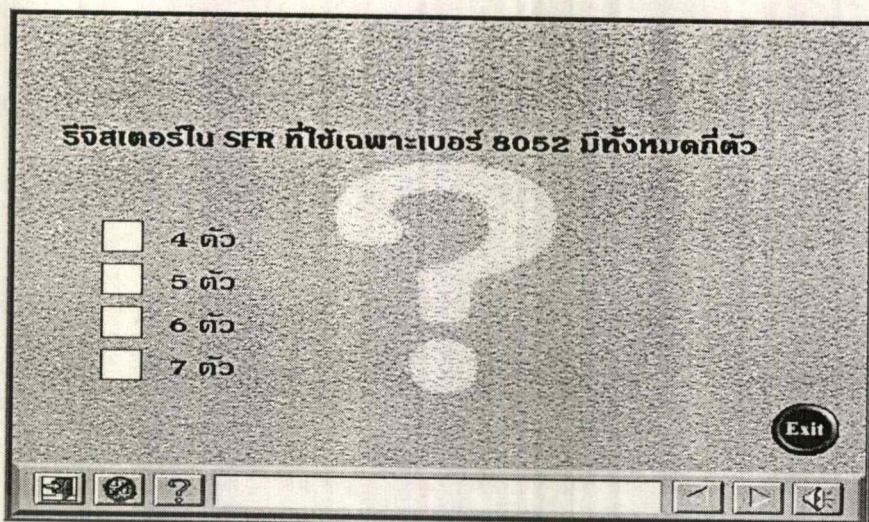 รีจิสเตอร์ใน SFR ที่ใช้เฉพาะเบอร์ 8052 มีทั้งหมดกี่ตัว
4 ตัว
5 ตัว
6 ตัว
7 ตัว
Exit